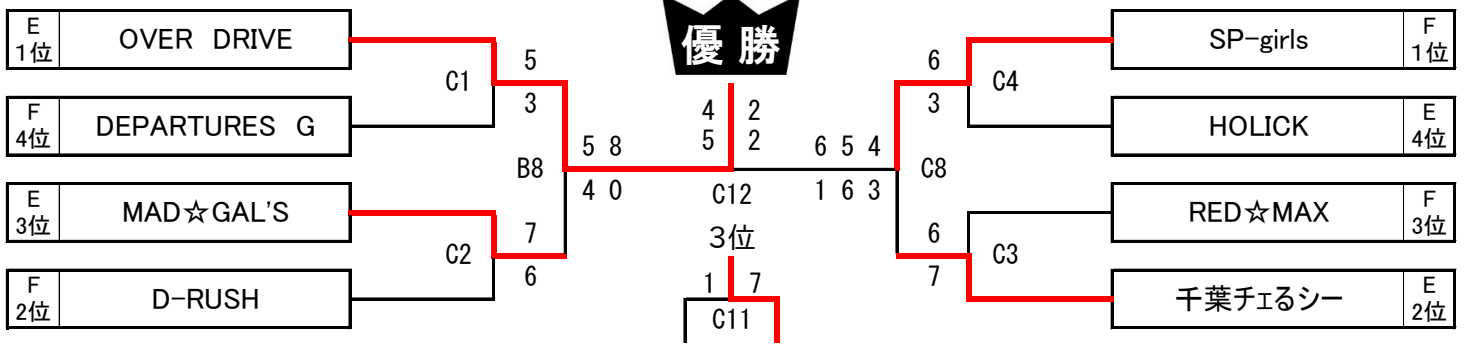 E
1位
OVER DRIVE
F
4位
DEPARTURES G
E
3位
MAD☆GAL'S
F
2位
D-RUSH
C1
5
3
C2
7
6
B8
5 8
4 0
優勝
4 2
5 2
C12
3位
1 7
C11
6 5 4
1 6 3
C8
6
3
C4
6
7
C3
SP-girls
F
1位
HOLICK
E
4位
RED☆MAX
F
3位
千葉チェるシー
E
2位